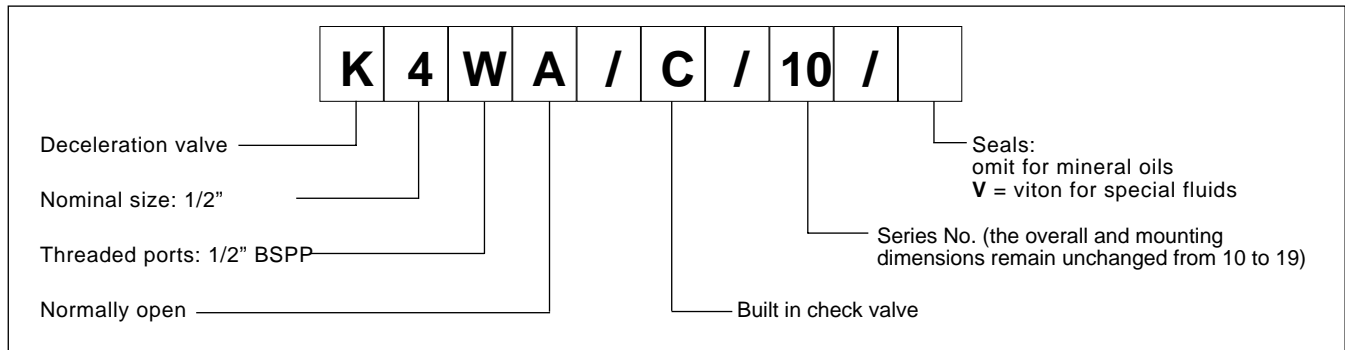 K 4 W A / C / 10 /
Deceleration valve
Nominal size: 1/2”
Threaded ports: 1/2” BSPP
Normally open
Seals:
omit for mineral oils
V = viton for special fluids
Series No. (the overall and mounting
dimensions remain unchanged from 10 to 19)
Built in check valve